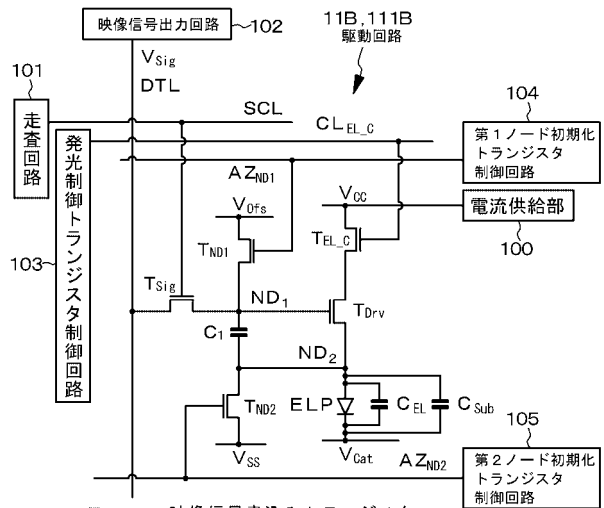 映像信号出力回路
102
11B, 111B
駆動回路
V_Sig
DTL
101
走査回路
SCL
CL_EL_C
104
第1ノード初期化
トランジスタ
制御回路
発光制御トランジスタ制御回路
103
AZ_ND1
V_Ofs
V_CC
電流供給部
100
T_ND1
T_EL_C
T_Sig
ND_1
T_Drv
C_1
ND_2
T_ND2
ELP
C_EL
C_Sub
V_SS
V_Cat
AZ_ND2
105
第2ノード初期化
トランジスタ
制御回路